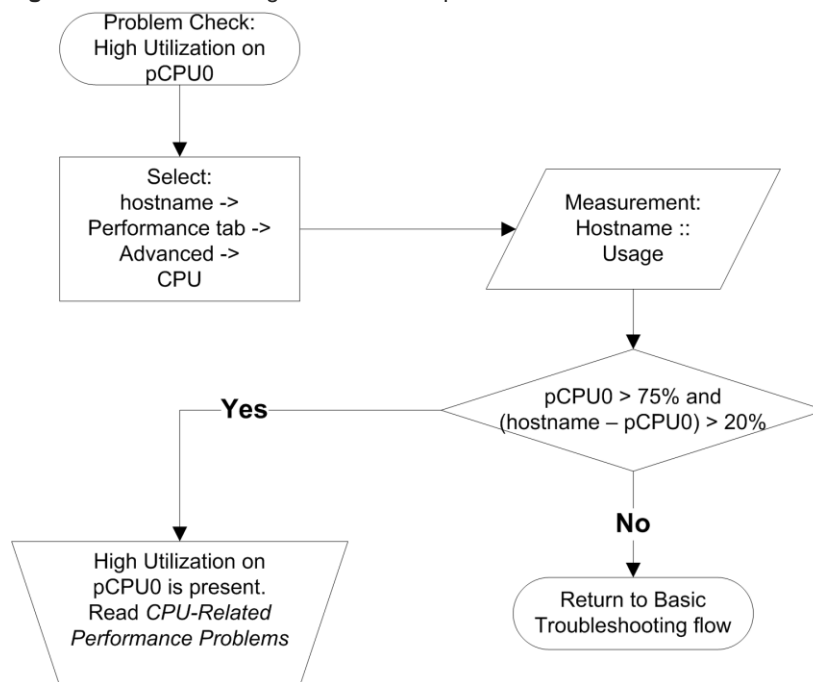 Problem Check:
High Utilization on
pCPU0
Select:
hostname ->
Performance tab ->
Advanced ->
CPU
Measurement:
Hostname ::
Usage
pCPU0 > 75% and
(hostname – pCPU0) > 20%
Yes
No
High Utilization on
pCPU0 is present.
Read CPU-Related
Performance Problems
Return to Basic
Troubleshooting flow